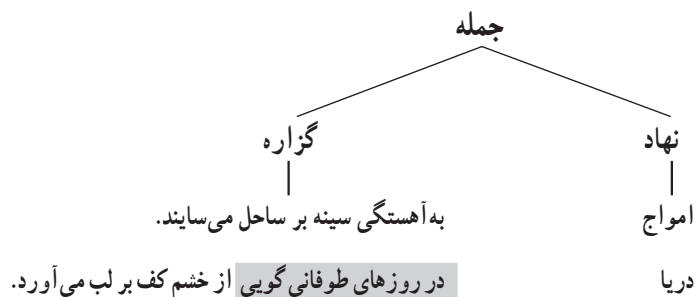 جمله
نهاد گزاره
امواج به‌آهستگی سینه بر ساحل می‌سایند.
دریا در روزهای طوفانی گویی از خشم کف بر لب می‌آورد.